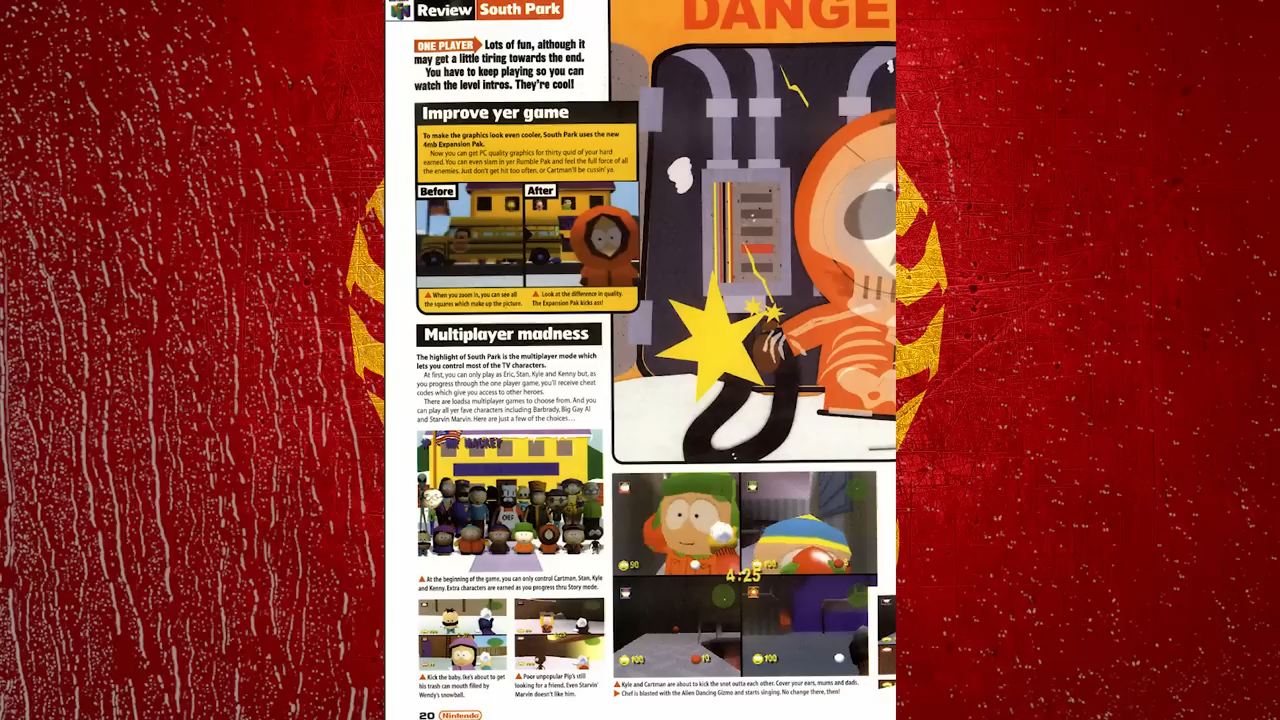 Review South Park
DANGE
ONE PLAYER Lots of fun, although it
may get a little tiring towards the end.
You have to keep playing so you can
watch the level intros. They're cool!
Improve yer game
To make the graphics look even cooler, South Park uses the new
4mb Expansion Pak.
Now you can get PC quality graphics for thirty quid of your hard
earned. You can even slam in yer Rumble Pak and feel the full force of all
the enemies. Just don't get hit too often, or Cartman'll be cussin' ya.
Before
After
When you zoom in, you can see all
the squares which make up the picture.
Look at the difference in quality.
The Expansion Pak kicks ass!
Multiplayer madness
The highlight of South Park is the multiplayer mode which
lets you control most of the TV characters.
At first, you can only play as Eric, Stan, Kyle and Kenny but, as
you progress through the one player game, you'll receive cheat
codes which give you access to other heroes.
There are loadsa multiplayer games to choose from. And you
can play all yer fave characters including Barbrady, Big Gay Al
and Starvin Marvin. Here are just a few of the choices...
CHEF
At the beginning of the game, you can only control Cartman, Stan, Kyle
and Kenny. Extra characters are earned as you progress thru Story mode.
Kick the baby. Ike's about to get
his trash can mouth filled by
Wendy's snowball.
Poor unpopular Pip's still
looking for a friend. Even Starvin'
Marvin doesn't like him.
90
100
4:25
100
10
100
Kyle and Cartman are about to kick the snot outta each other. Cover your ears, mums and dads.
Chef is blasted with the Alien Dancing Gizmo and starts singing. No change there, then!
20 Nintendo